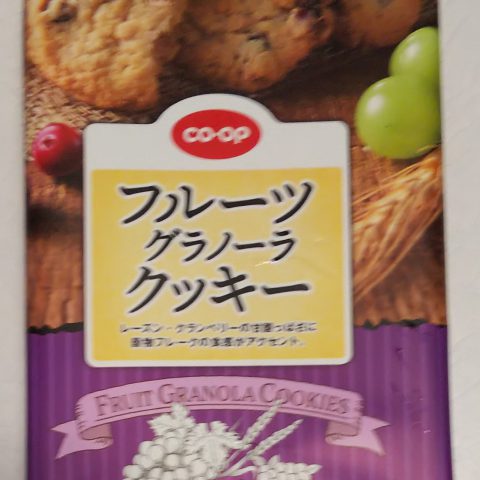 CO·OP
フルーツ
グラノーラ
クッキー
レーズン・クランベリーの甘酸っぱさに
穀物フレークの食感がアクセント。
FRUIT GRANOLA COOKIES